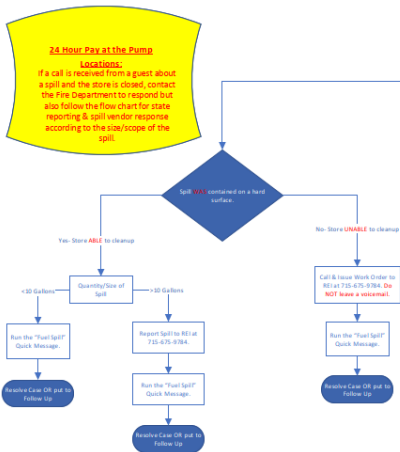 24 Hour Pay at the Pump
Locations:
If a call is received from a guest about
a spill and the store is closed, contact
the Fire Department to respond but
also follow the flow chart for state
reporting & spill vendor response
according to the size/scope of the
spill.
Spill WAS contained on a hard
surface.
Yes- Store ABLE to cleanup
No- Store UNABLE to cleanup
<10 Gallons
Quantity/Size of
Spill
>10 Gallons
Call & Issue Work Order to
REI at 715-675-9784. Do
NOT leave a voicemail.
Run the "Fuel Spill"
Quick Message.
Report Spill to REI at
715-675-9784.
Run the "Fuel Spill"
Quick Message.
Resolve Case OR put to
Follow Up
Run the "Fuel Spill"
Quick Message.
Resolve Case OR put to
Follow Up
Resolve Case OR put to
Follow Up